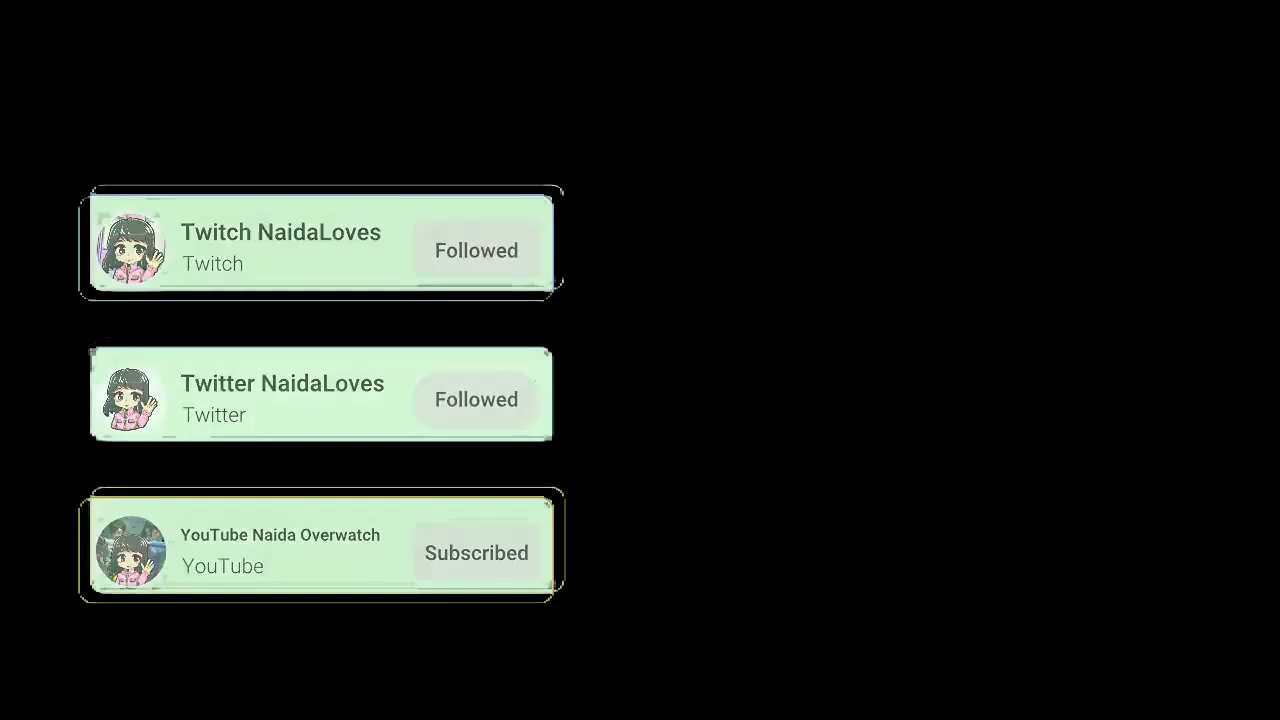 Twitch NaidaLoves
Twitch
Followed
Twitter NaidaLoves
Twitter
Followed
YouTube Naida Overwatch
YouTube
Subscribed